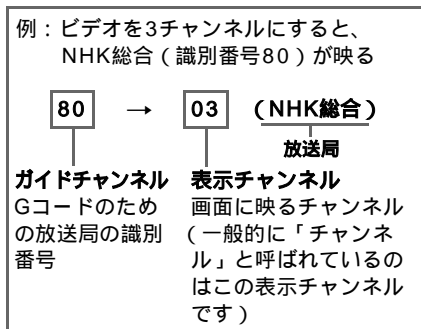 例：ビデオを3チャンネルにすると、
NHK総合（識別番号80）が映る
80 → 03 （NHK総合）
放送局
ガイドチャンネル
Gコードのため
の放送局の識別
番号
表示チャンネル
画面に映るチャンネル
（一般的に「チャンネ
ル」と呼ばれているの
はこの表示チャンネル
です）